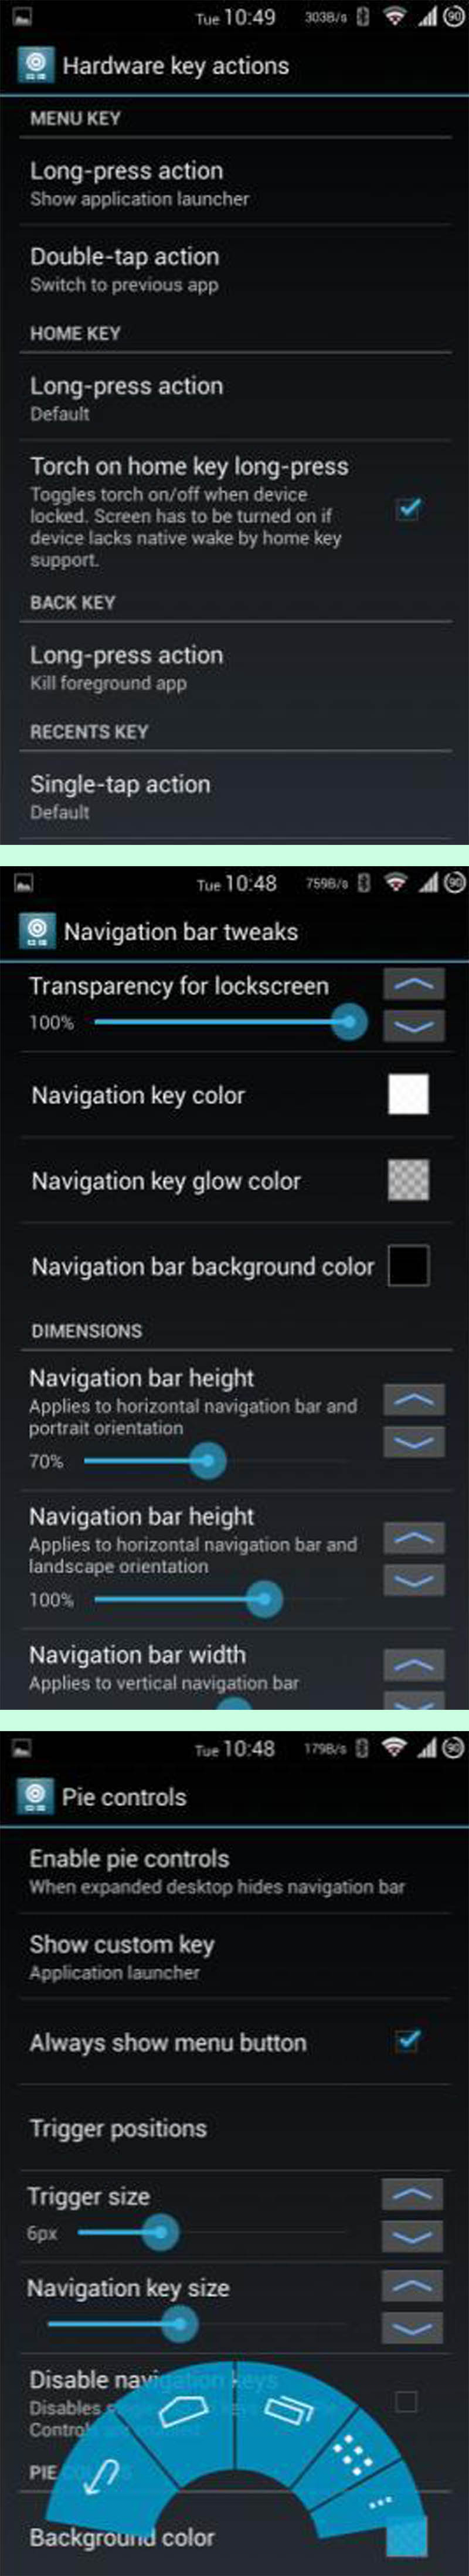 Tue 10:49 303B/s 90
Hardware key actions
MENU KEY
Long-press action
Show application launcher
Double-tap action
Switch to previous app
HOME KEY
Long-press action
Default
Torch on home key long-press
Toggles torch on/off when device
locked. Screen has to be turned on if
device lacks native wake by home key
support.
BACK KEY
Long-press action
Kill foreground app
RECENTS KEY
Single-tap action
Default
Tue 10:48 759B/s 90
Navigation bar tweaks
Transparency for lockscreen
100%
Navigation key color
Navigation key glow color
Navigation bar background color
DIMENSIONS
Navigation bar height
Applies to horizontal navigation bar and
portrait orientation
70%
Navigation bar height
Applies to horizontal navigation bar and
landscape orientation
100%
Navigation bar width
Applies to vertical navigation bar
Tue 10:48 179B/s 90
Pie controls
Enable pie controls
When expanded desktop hides navigation bar
Show custom key
Application launcher
Always show menu button
Trigger positions
Trigger size
6px
Navigation key size
Disable navigation keys
Disables
Controls
PIE
Background color